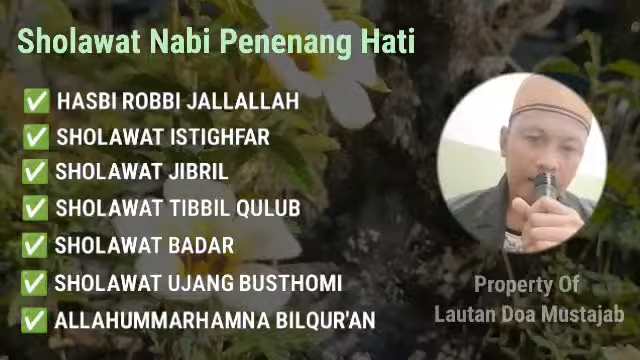 Sholawat Nabi Penenang Hati
✅ HASBI ROBBI JALLALLAH
✅ SHOLAWAT ISTIGHFAR
✅ SHOLAWAT JIBRIL
✅ SHOLAWAT TIBBIL QULUB
✅ SHOLAWAT BADAR
✅ SHOLAWAT UJANG BUSTHOMI
✅ ALLAHUMMARHAMNA BILQUR'AN
Property Of
Lautan Doa Mustajab